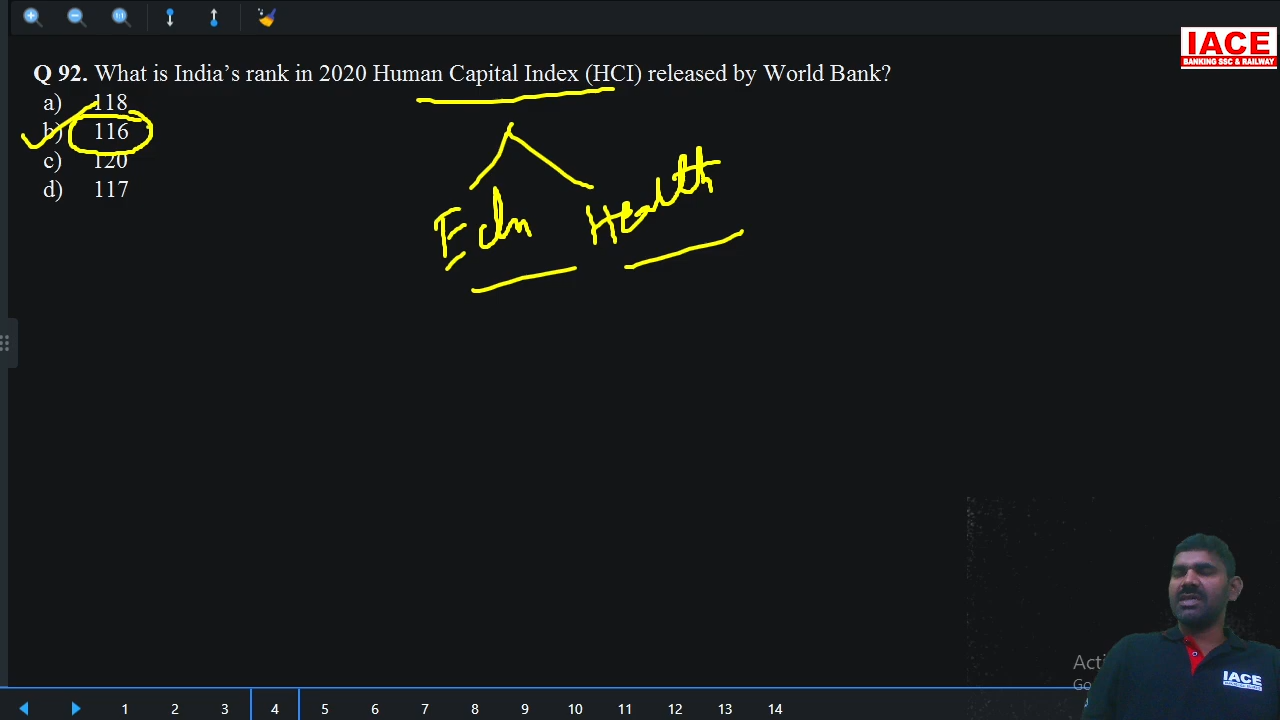 IACE
BANKING SSC & RAILWAY
Q 92. What is India’s rank in 2020 Human Capital Index (HCI) released by World Bank?
a) 118
b) 116
c) 120
d) 117
Edn Health
Acti
Go
IACE
1 2 3 4 5 6 7 8 9 10 11 12 13 14